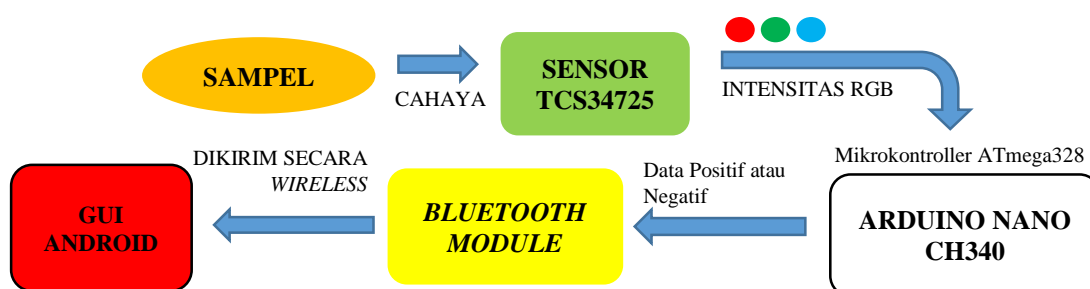 SAMPEL
CAHAYA
SENSOR
TCS34725
INTENSITAS RGB
Mikrokontroller ATmega328
ARDUINO NANO
CH340
Data Positif atau
Negatif
BLUETOOTH
MODULE
DIKIRIM SECARA
WIRELESS
GUI
ANDROID